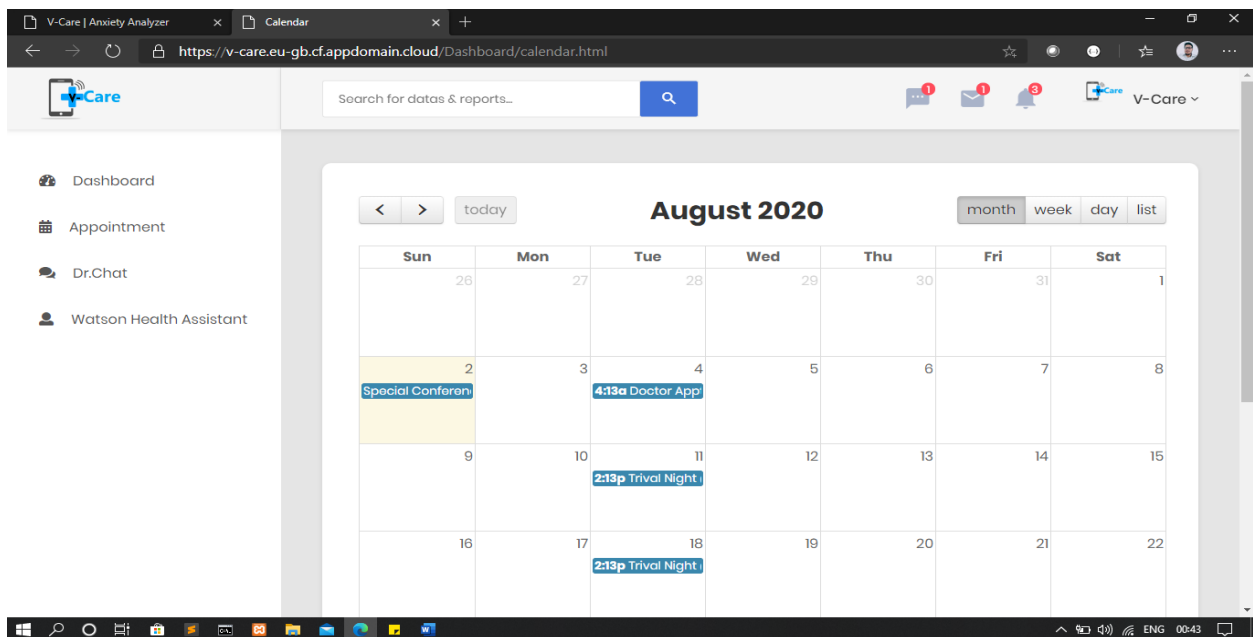 V-Care | Anxiety Analyzer
Calendar
https://v-care.eu-gb.cf.appdomain.cloud/Dashboard/calendar.html
v-Care
Search for datas & reports...
1
1
3
v-Care
V-Care
Dashboard
Appointment
Dr.Chat
Watson Health Assistant
today
August 2020
month week day list
Sun Mon Tue Wed Thu Fri Sat
26 27 28 29 30 31 1
2 3 4 5 6 7 8
Special Conferen
4:13a Doctor App
9 10 11 12 13 14 15
2:13p Trival Night
16 17 18 19 20 21 22
2:13p Trival Night
ENG 00:43